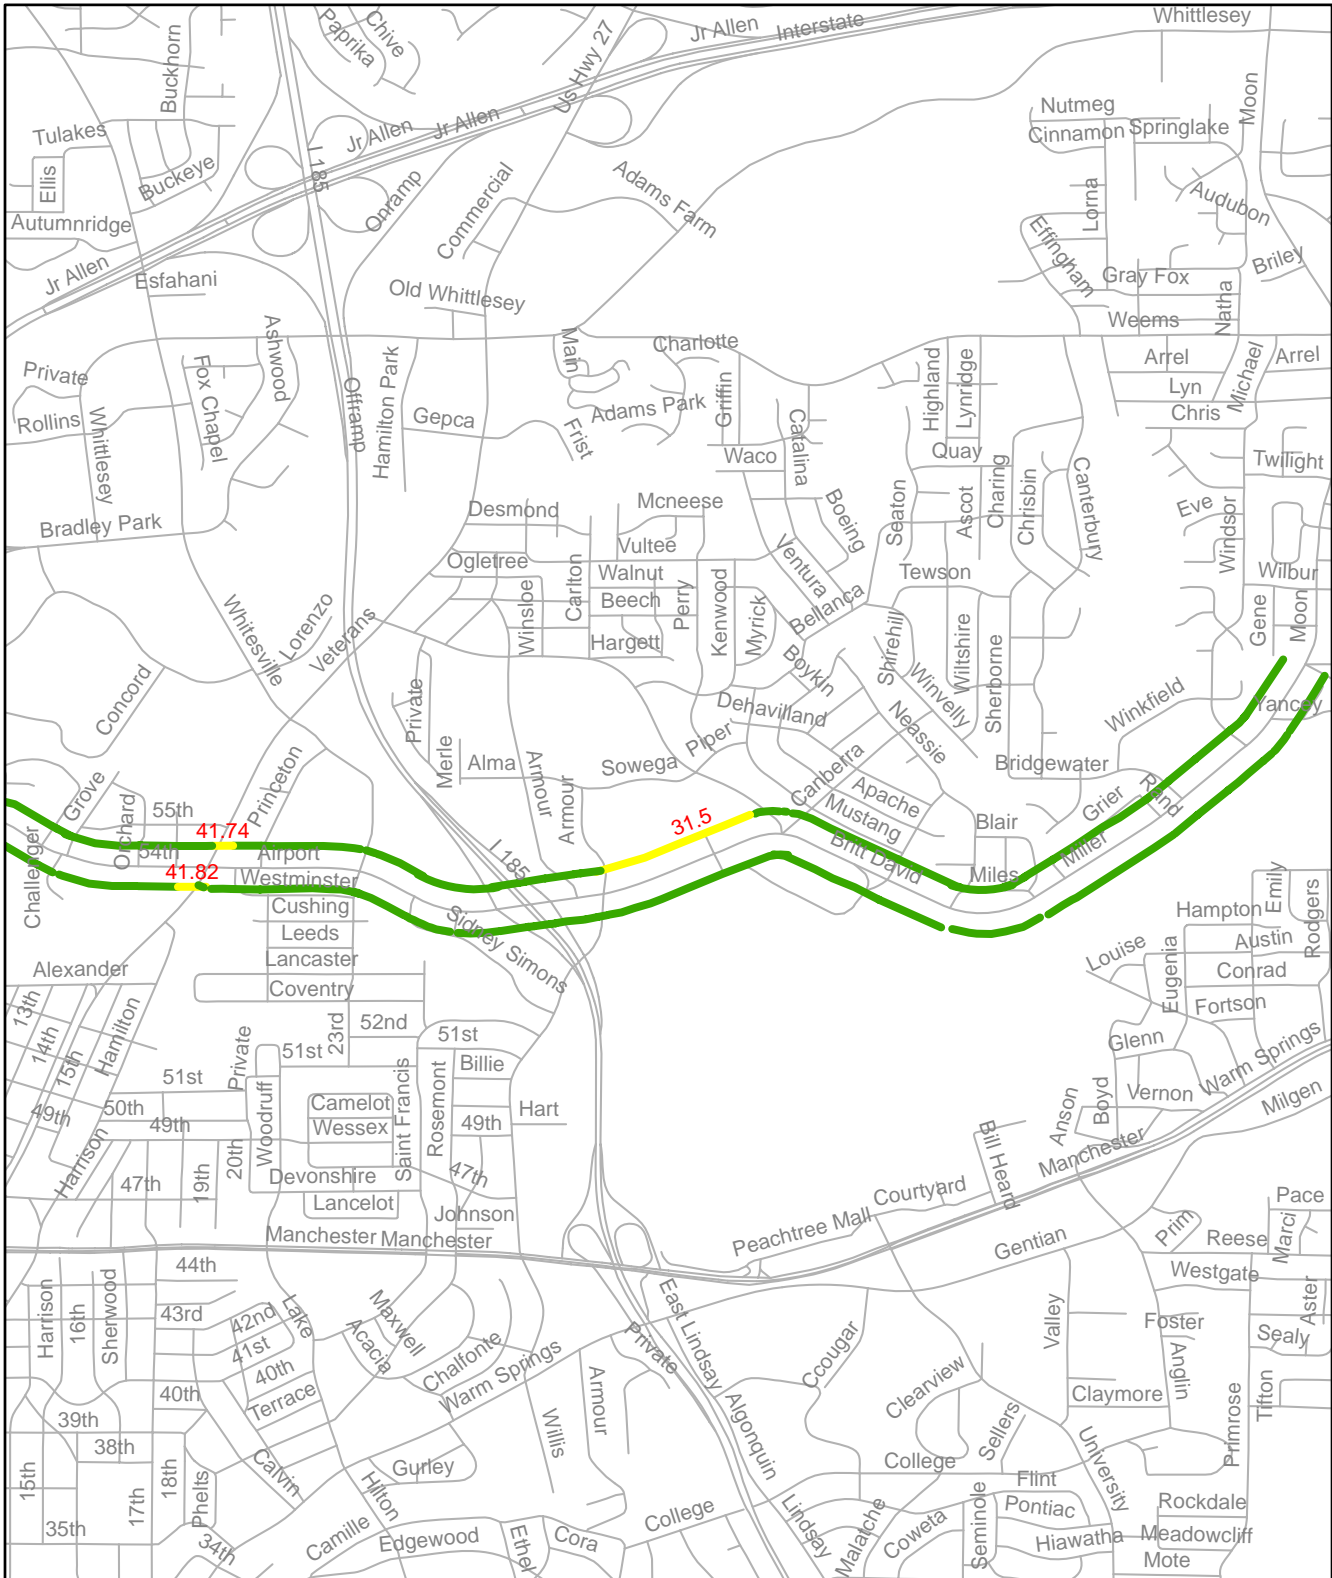 Whittlesey
Jr Allen
Interstate
Paprika
Chive
Us Hwy 27
Buckhorn
Moon
Nutmeg
Cinnamon
Springlake
Tulakes
Jr Allen
Jr Allen
I 185
Ellis
Buckeye
Onramp
Commercial
Adams Farm
Lorna
Audubon
Autumnridge
Effingham
Briley
Jr Allen
Esfahani
Old Whittlesey
Gray Fox
Natha
Weems
Ashwood
Main
Charlotte
Arrel
Michael
Arrel
Private
Fox Chapel
Offramp
Hamilton Park
Highland
Lynridge
Lyn
Rollins
Whittlesey
Gepca
Adams Park
Griffin
Catalina
Chris
Frist
Waco
Quay
Twilight
Bradley Park
Desmond
Mcneese
Boeing
Seaton
Ascot
Charing
Chrisbin
Canterbury
Eve
Windsor
Vultee
Ogletree
Walnut
Ventura
Tewson
Wilbur
Whitesville
Lorenzo
Veterans
Winsloe
Carlton
Beech
Perry
Kenwood
Myrick
Bellanca
Gene
Moon
Hargett
Shirehill
Wiltshire
Sherborne
Concord
Private
Boykin
Winvelly
Dehavilland
Neassie
Winkfield
Yancey
Piper
Merle
Alma
Armour
Sowega
Bridgewater
Grove
Princeton
Canberra
Apache
Rand
Orchard
55th
41.74
Armour
31.5
Mustang
Grier
Challenger
54th
Airport
Britt David
Blair
Miller
41.82
Westminster
I 185
Miles
Cushing
Sidney Simons
Emily
Rodgers
Leeds
Hampton
Alexander
Lancaster
Louise
Eugenia
Austin
Coventry
Conrad
13th
14th
15th
Hamilton
Private
23rd
52nd
51st
Fortson
51st
Glenn
Warm Springs
51st
Billie
Woodruff
Saint Francis
Rosemont
49th
50th
49th
Camelot
Wessex
49th
Hart
Anson
Boyd
Vernon
Milgen
Harrison
20th
Bill Heard
Manchester
47th
19th
Devonshire
47th
Courtyard
Lancelot
Johnson
Peachtree Mall
Pace
Prim
Marci
Manchester
Manchester
Gentian
Reese
44th
Westgate
Harrison
16th
Sherwood
43rd
42nd
Lake
Maxwell
East Lindsay
Valley
Aster
41st
Acacia
Private
Ccougar
Foster
Sealy
40th
Chalfonte
Anglin
40th
Warm Springs
Armour
Clearview
Claymore
Tifton
Terrace
Algonquin
Primrose
39th
Willis
Sellers
38th
University
15th
17th
18th
Phelts
Calvin
Hilton
Gurley
College
Flint
35th
College
Lindsay
Malatche
Coweta
Seminole
Pontiac
Rockdale
34th
Camille
Edgewood
Ethel
Cora
Hiawatha
Meadowcliff
Mote